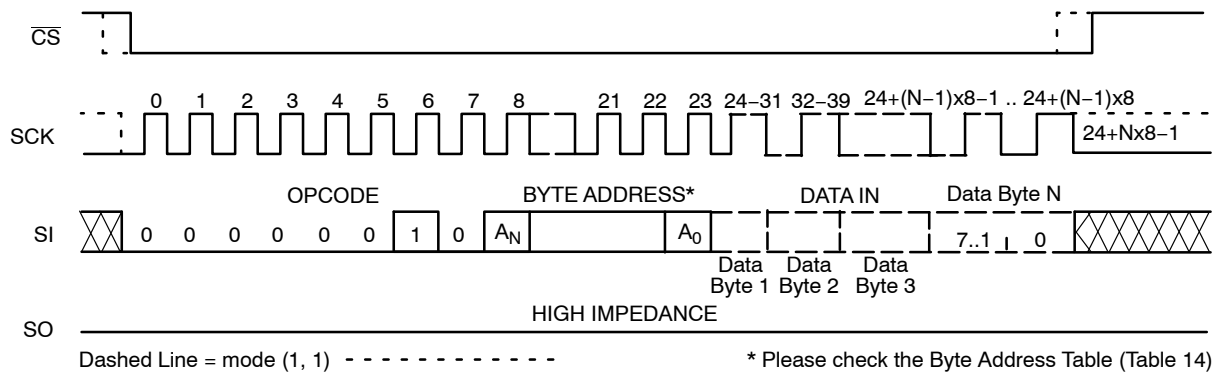 CS
0 1 2 3 4 5 6 7 8 21 22 23 24−31 32−39 24+(N−1)x8−1 .. 24+(N−1)x8
SCK
24+Nx8−1
OPCODE BYTE ADDRESS* DATA IN Data Byte N
SI 0 0 0 0 0 0 1 0 AN A0 7..1 0
Data Byte 1 Data Byte 2 Data Byte 3
HIGH IMPEDANCE
SO
Dashed Line = mode (1, 1) * Please check the Byte Address Table (Table 14)